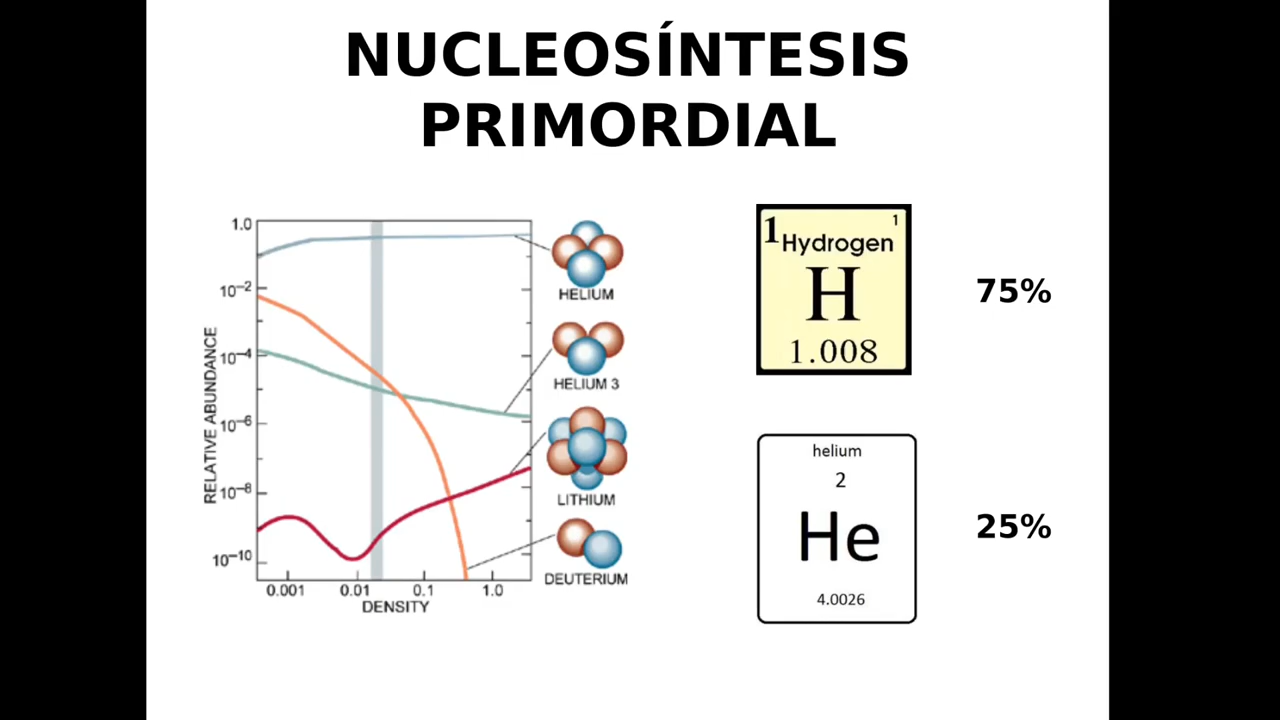 NUCLEOSÍNTESIS
PRIMORDIAL
RELATIVE ABUNDANCE
1.0
10−2
10−4
10−6
10−8
10−10
0.001
0.01
0.1
1.0
DENSITY
HELIUM
HELIUM 3
LITHIUM
DEUTERIUM
1
1
Hydrogen
H
1.008
75%
helium
2
He
4.0026
25%